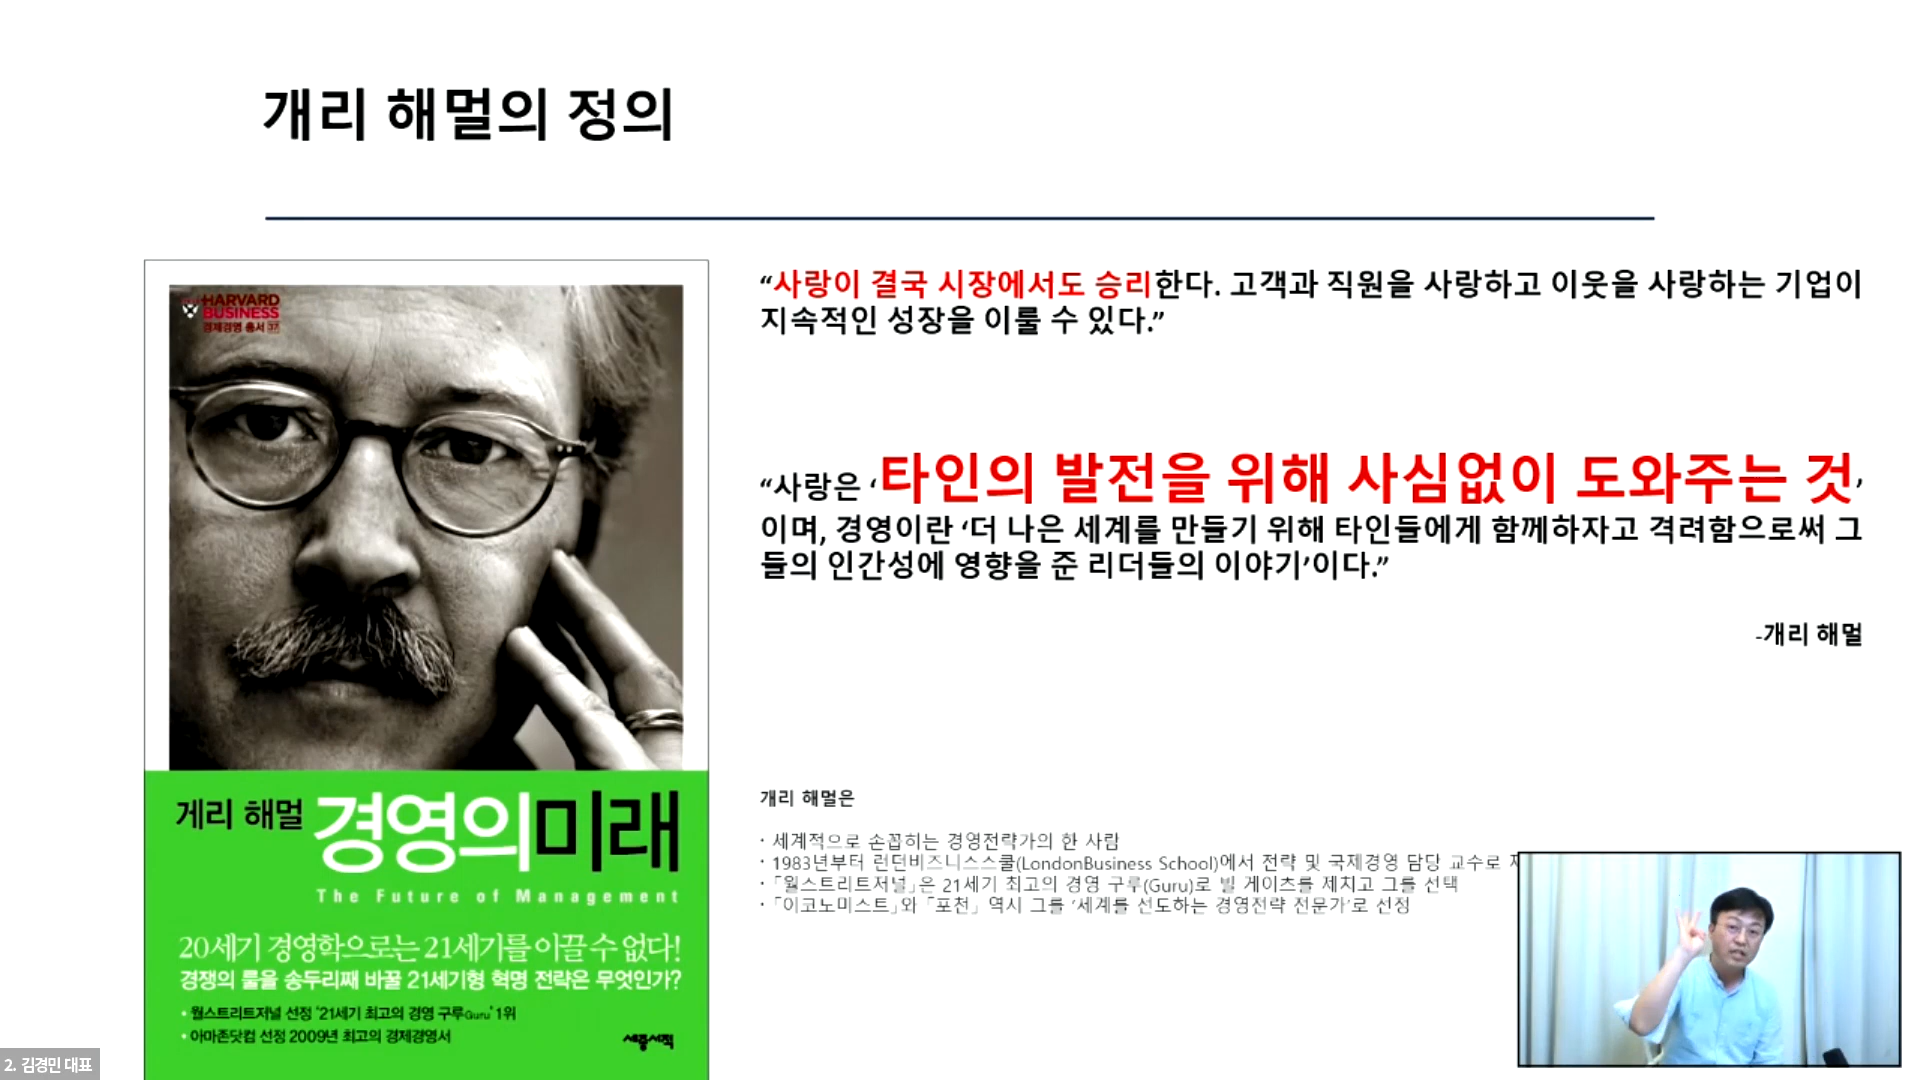 개리 해멀의 정의
HARVARD
BUSINESS
경제경영 총서 37
“사랑이 결국 시장에서도 승리한다. 고객과 직원을 사랑하고 이웃을 사랑하는 기업이
지속적인 성장을 이룰 수 있다.”
“사랑은 ‘타인의 발전을 위해 사심없이 도와주는 것’
이며, 경영이란 ‘더 나은 세계를 만들기 위해 타인들에게 함께하자고 격려함으로써 그
들의 인간성에 영향을 준 리더들의 이야기’이다.”
-개리 해멀
게리 해멀 경영의미래
The Future of Management
20세기 경영학으로는 21세기를 이끌 수 없다!
경쟁의 룰을 송두리째 바꿀 21세기형 혁명 전략은 무엇인가?
• 월스트리트저널 선정 ‘21세기 최고의 경영 구루Guru’ 1위
• 아마존닷컴 선정 2009년 최고의 경제경영서
세종서적
개리 해멀은
· 세계적으로 손꼽히는 경영전략가의 한 사람
· 1983년부터 런던비즈니스스쿨(LondonBusiness School)에서 전략 및 국제경영 담당 교수로
· 「월스트리트저널」은 21세기 최고의 경영 구루(Guru)로 빌 게이츠를 제치고 그를 선택
· 「이코노미스트」와 「포천」 역시 그를 ‘세계를 선도하는 경영전략 전문가’로 선정
2. 김경민 대표